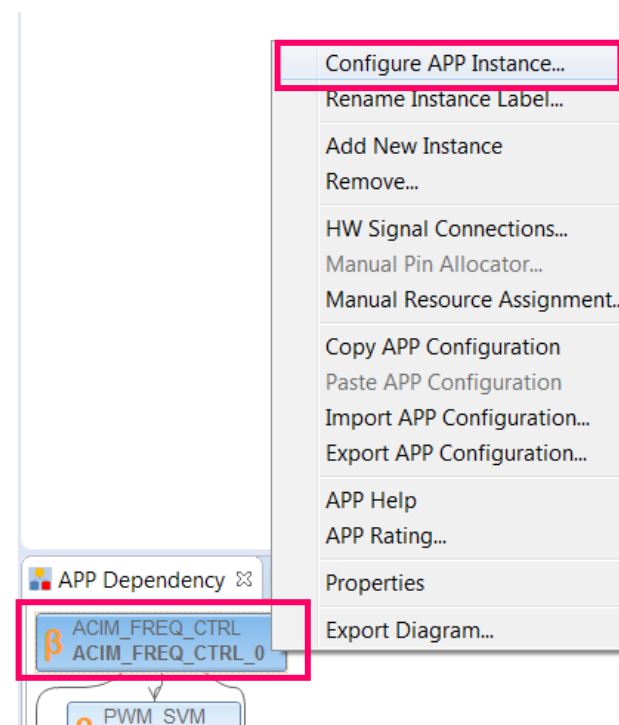 Configure APP Instance...
Rename Instance Label...
Add New Instance
Remove...
HW Signal Connections...
Manual Pin Allocator...
Manual Resource Assignment..
Copy APP Configuration
Paste APP Configuration
Import APP Configuration...
Export APP Configuration...
APP Help
APP Rating...
Properties
Export Diagram...
APP Dependency
β ACIM_FREQ_CTRL
ACIM_FREQ_CTRL_0
PWM_SVM